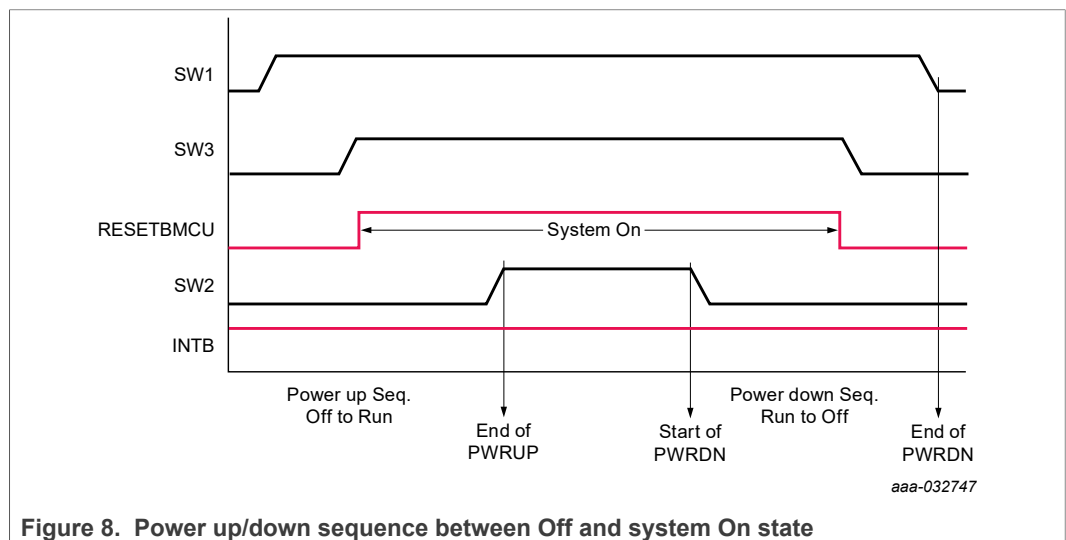 SW1
SW3
RESETBMCU
System On
SW2
INTB
Power up Seq.
Off to Run
End of
PWRUP
Start of
PWRDN
Power down Seq.
Run to Off
End of
PWRDN
aaa-032747
Figure 8. Power up/down sequence between Off and system On state